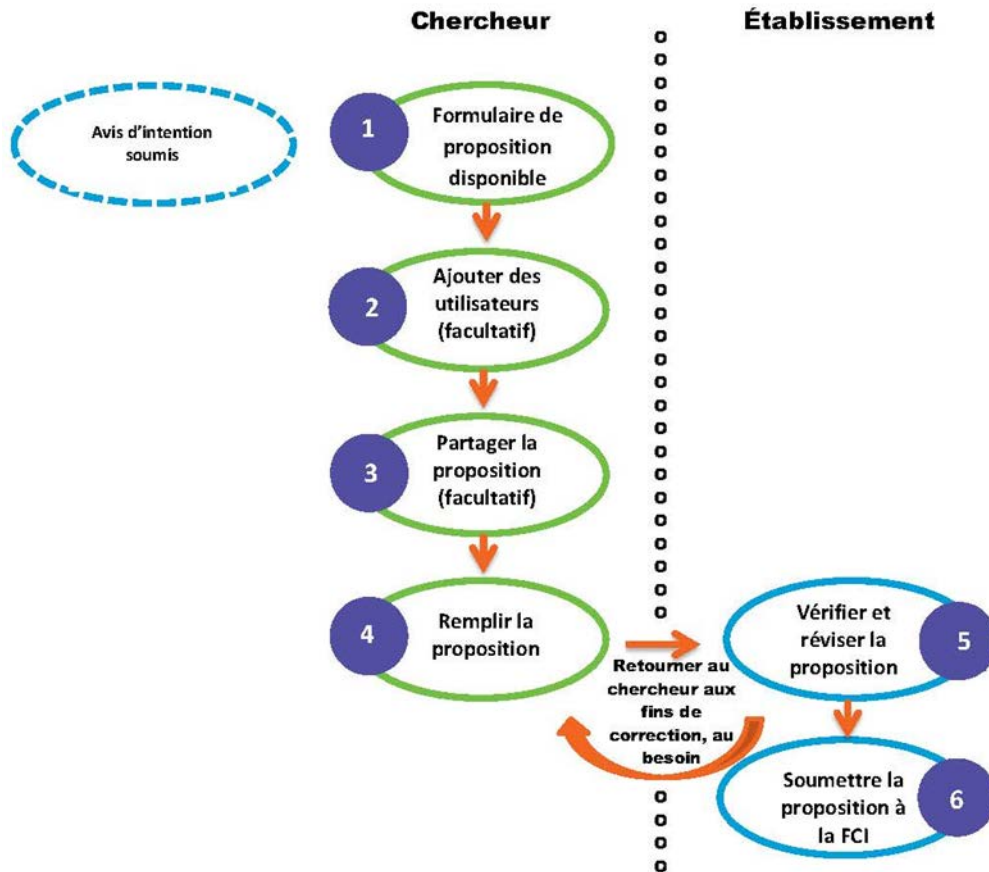 Chercheur
Établissement
Avis d'intention
soumis
1
Formulaire de
proposition
disponible
2
Ajouter des
utilisateurs
(facultatif)
3
Partager la
proposition
(facultatif)
4
Remplir la
proposition
Retourner au
chercheur aux
fins de
correction, au
besoin
Vérifier et
réviser la
proposition
5
Soumettre la
proposition à
la FCI
6